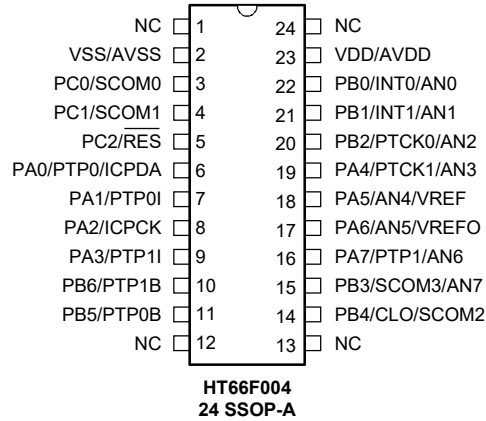 NC 1 24 NC
VSS/AVSS 2 23 VDD/AVDD
PC0/SCOM0 3 22 PB0/INT0/AN0
PC1/SCOM1 4 21 PB1/INT1/AN1
PC2/RES 5 20 PB2/PTCK0/AN2
PA0/PTP0/ICPDA 6 19 PA4/PTCK1/AN3
PA1/PTP0I 7 18 PA5/AN4/VREF
PA2/ICPCK 8 17 PA6/AN5/VREFO
PA3/PTP1I 9 16 PA7/PTP1/AN6
PB6/PTP1B 10 15 PB3/SCOM3/AN7
PB5/PTP0B 11 14 PB4/CLO/SCOM2
NC 12 13 NC
HT66F004
24 SSOP-A